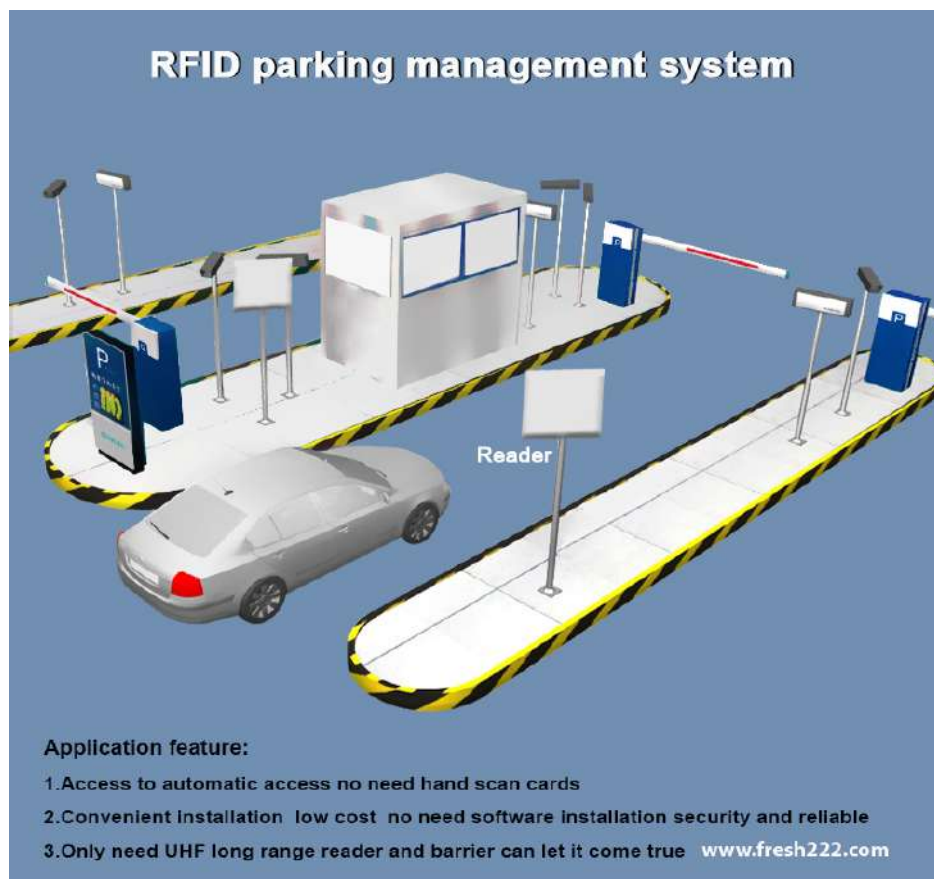 RFID parking management system
P
P
P
P
Reader
Application feature:
1.Access to automatic access no need hand scan cards
2.Convenient installation low cost no need software installation security and reliable
3.Only need UHF long range reader and barrier can let it come true www.fresh222.com